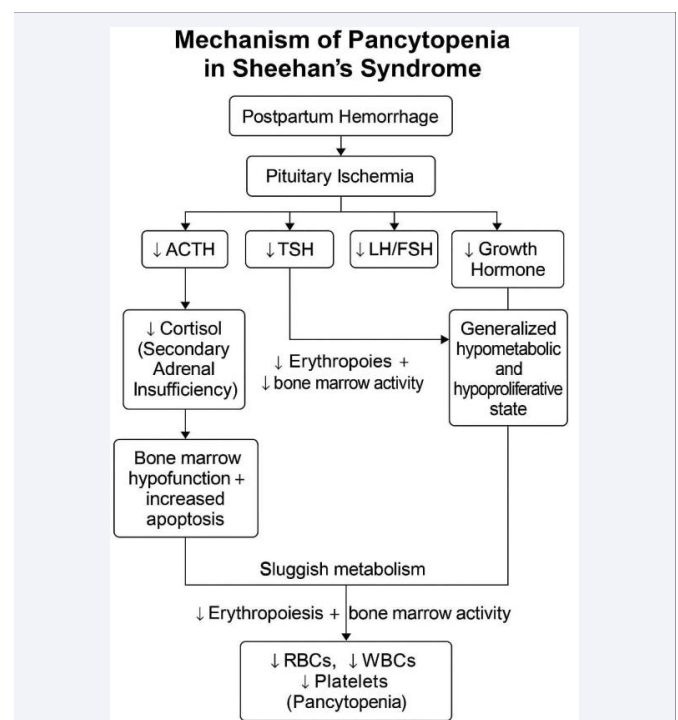 Mechanism of Pancytopenia
in Sheehan's Syndrome
Postpartum Hemorrhage
Pituitary Ischemia
↓ ACTH
↓ TSH
↓ LH/FSH
↓ Growth
Hormone
↓ Cortisol
(Secondary
Adrenal
Insufficiency)
↓ Erythropoies +
↓ bone marrow activity
Generalized
hypometabolic
and
hypoproliferative
state
Bone marrow
hypofunction +
increased
apoptosis
Sluggish metabolism
↓ Erythropoiesis + bone marrow activity
↓ RBCs, ↓ WBCs
↓ Platelets
(Pancytopenia)